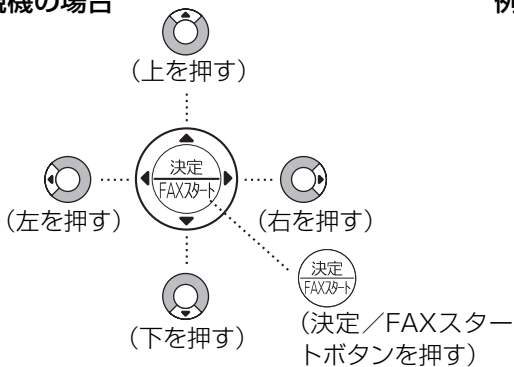 機の場合
例
（上を押す）
決定
FAXスタート
（左を押す）
（右を押す）
決定
FAXスタート
（下を押す）
（決定／FAXスター
トボタンを押す）